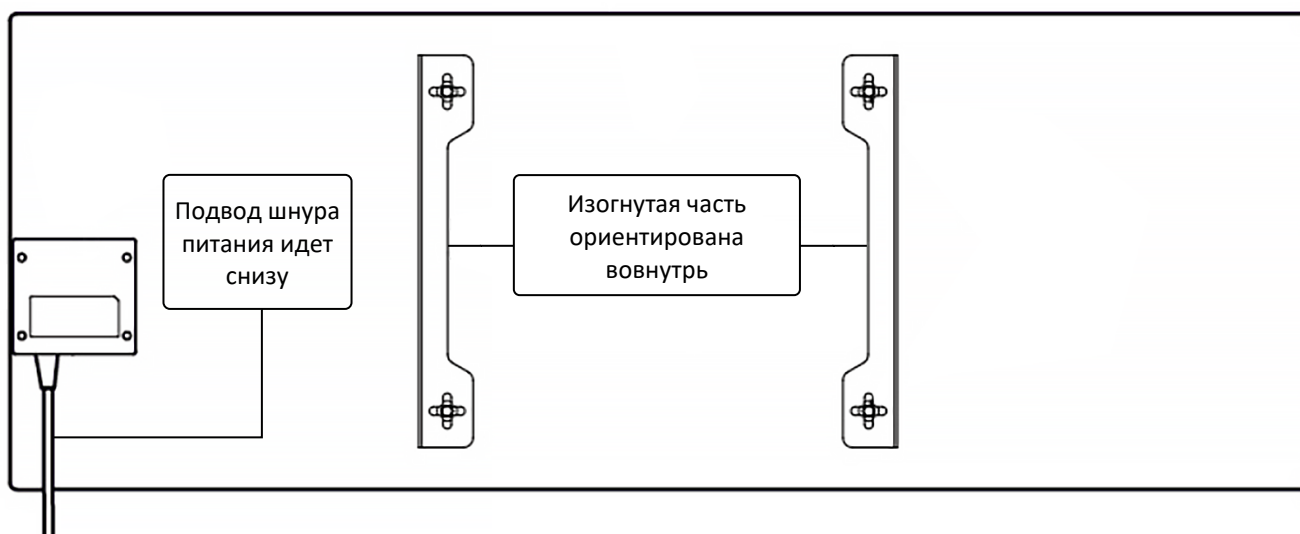 Подвод шнура
питания идет
снизу
Изогнутая часть
ориентирована
вовнутрь